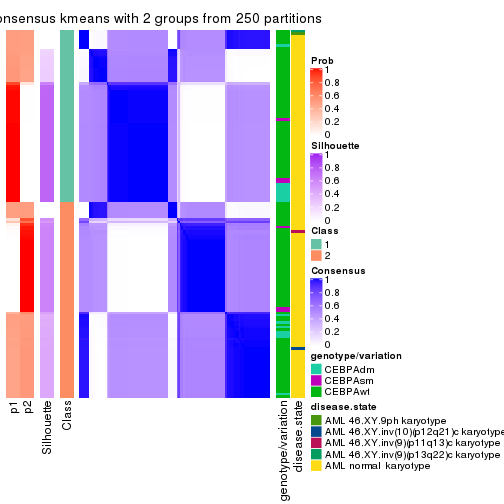 onsensus kmeans with 2 groups from 250 partitions
Prob
1
0.8
0.6
0.4
0.2
0
Silhouette
1
0.8
0.6
0.4
0.2
0
Class
1
2
Consensus
1
0.8
0.6
0.4
0.2
0
genotype/variation
CEBPAdm
CEBPAsm
CEBPAwt
disease.state
AML 46.XY.9ph karyotype
AML 46.XY.inv(10)(p12q21)c karyotype
AML 46.XY.inv(9)(p11q13)c karyotype
AML 46.XY.inv(9)(p13q22)c karyotype
AML normal karyotype
p1
p2
Silhouette
Class
genotype/variation
disease.state